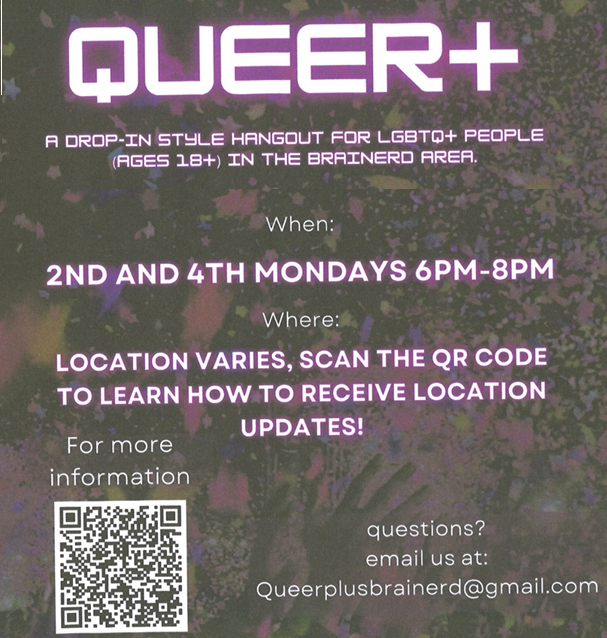 QUEER+
A DROP-IN STYLE HANGOUT FOR LGBTQ+ PEOPLE
(AGES 18+) IN THE BRAINERD AREA.
When:
2ND AND 4TH MONDAYS 6PM-8PM
Where:
LOCATION VARIES, SCAN THE QR CODE
TO LEARN HOW TO RECEIVE LOCATION
UPDATES!
For more
information
questions?
email us at:
Queerplusbrainerd@gmail.com